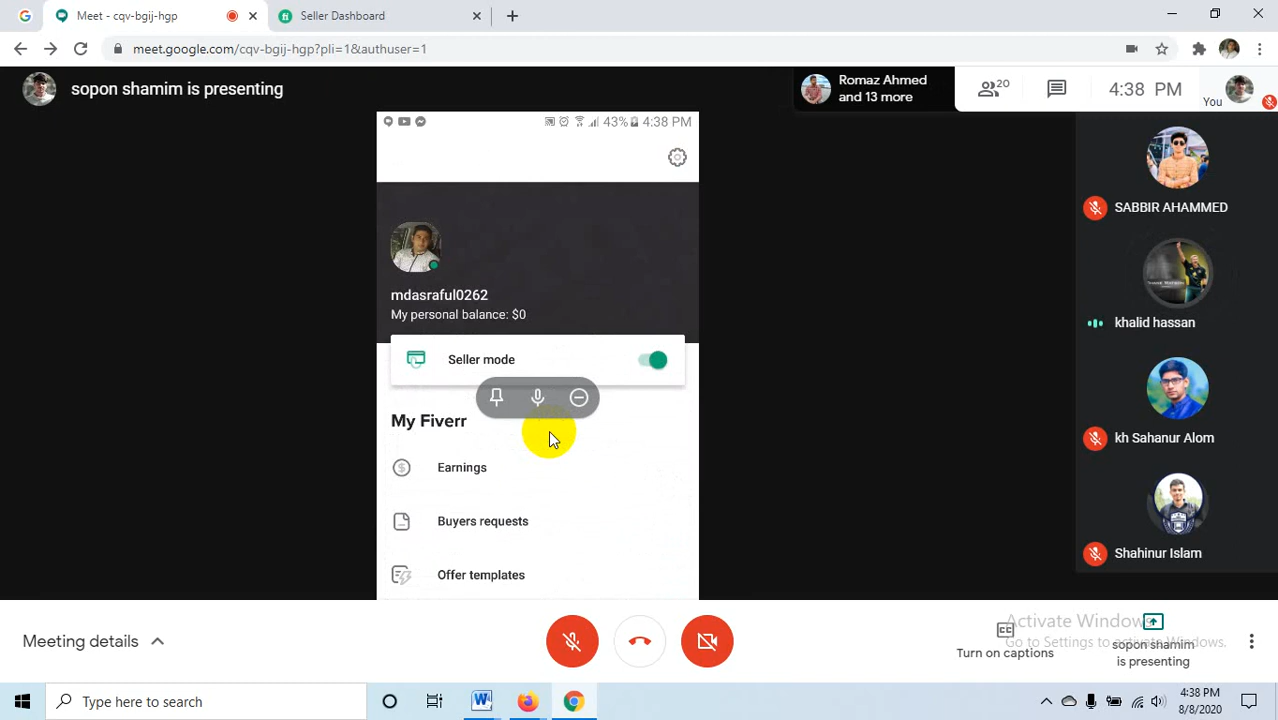 Meet - cqv-bgij-hgp
Seller Dashboard
meet.google.com/cqv-bgij-hgp?pli=1&authuser=1
sopon shamim is presenting
Romaz Ahmed
and 13 more
20
4:38 PM
You
43% 4:38 PM
mdasraful0262
My personal balance: $0
Seller mode
My Fiverr
Earnings
Buyers requests
Offer templates
SABBIR AHAMMED
khalid hassan
kh Sahanur Alom
Shahinur Islam
Meeting details
Turn on captions
sopon shamim
is presenting
Activate Windows
Go to Settings to activate Windows.
Type here to search
4:38 PM
8/8/2020